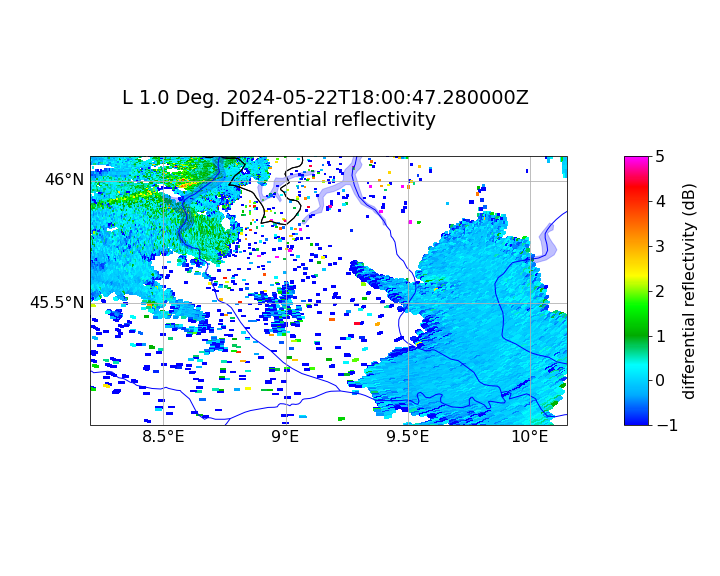 L 1.0 Deg. 2024-05-22T18:00:47.280000Z
Differential reflectivity
46°N
45.5°N
8.5°E
9°E
9.5°E
10°E
5
4
3
2
1
0
−1
differential reflectivity (dB)